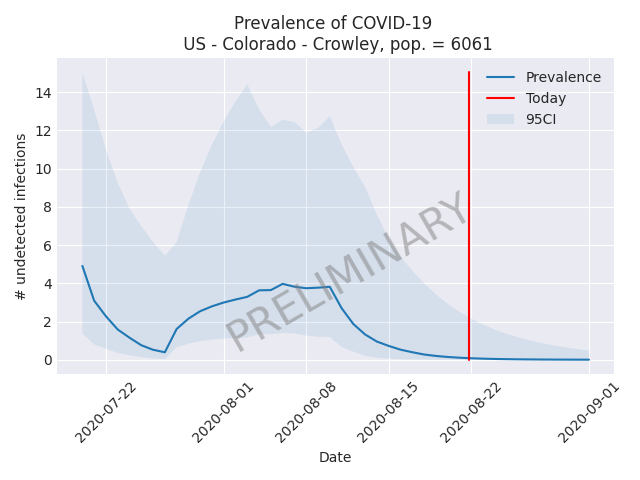 Prevalence of COVID-19
US - Colorado - Crowley, pop. = 6061
# undetected infections
14
12
10
8
6
4
2
0
Prevalence
Today
95CI
PRELIMINARY
2020-07-22
2020-08-01
2020-08-08
2020-08-15
2020-08-22
2020-09-01
Date